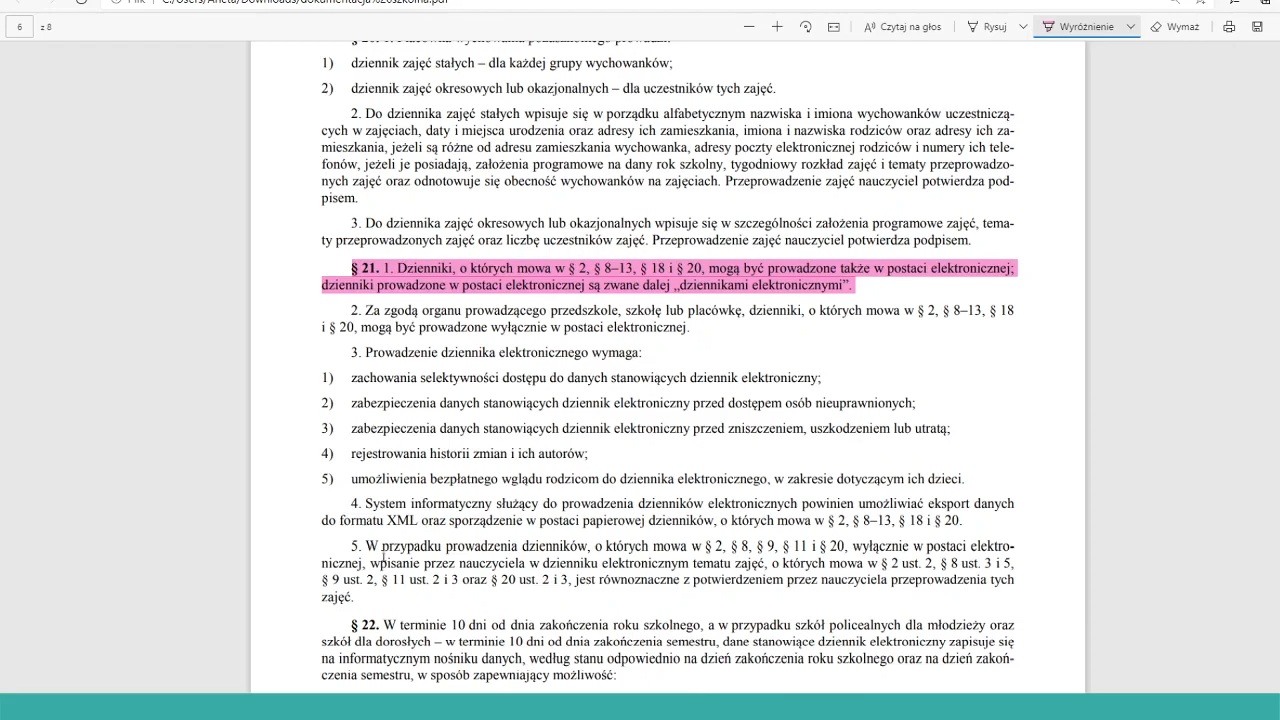 6 z 8
Czytaj na głos
Rysuj
Wyróżnienie
Wymaż
1) dziennik zajęć stałych – dla każdej grupy wychowanków;
2) dziennik zajęć okresowych lub okazjonalnych – dla uczestników tych zajęć.
2. Do dziennika zajęć stałych wpisuje się w porządku alfabetycznym nazwiska i imiona wychowanków uczestniczą-
cych w zajęciach, daty i miejsca urodzenia oraz adresy ich zamieszkania, imiona i nazwiska rodziców oraz adresy ich za-
mieszkania, jeżeli są różne od adresu zamieszkania wychowanka, adresy poczty elektronicznej rodziców i numery ich tele-
fonów, jeżeli je posiadają, założenia programowe na dany rok szkolny, tygodniowy rozkład zajęć i tematy przeprowadzo-
nych zajęć oraz odnotowuje się obecność wychowanków na zajęciach. Przeprowadzenie zajęć nauczyciel potwierdza pod-
pisem.
3. Do dziennika zajęć okresowych lub okazjonalnych wpisuje się w szczególności założenia programowe zajęć, tema-
ty przeprowadzonych zajęć oraz liczbę uczestników zajęć. Przeprowadzenie zajęć nauczyciel potwierdza podpisem.
§ 21. 1. Dzienniki, o których mowa w § 2, § 8–13, § 18 i § 20, mogą być prowadzone także w postaci elektronicznej;
dzienniki prowadzone w postaci elektronicznej są zwane dalej „dziennikami elektronicznymi”.
2. Za zgodą organu prowadzącego przedszkole, szkołę lub placówkę, dzienniki, o których mowa w § 2, § 8–13, § 18
i § 20, mogą być prowadzone wyłącznie w postaci elektronicznej.
3. Prowadzenie dziennika elektronicznego wymaga:
1) zachowania selektywności dostępu do danych stanowiących dziennik elektroniczny;
2) zabezpieczenia danych stanowiących dziennik elektroniczny przed dostępem osób nieuprawnionych;
3) zabezpieczenia danych stanowiących dziennik elektroniczny przed zniszczeniem, uszkodzeniem lub utratą;
4) rejestrowania historii zmian i ich autorów;
5) umożliwienia bezpłatnego wglądu rodzicom do dziennika elektronicznego, w zakresie dotyczącym ich dzieci.
4. System informatyczny służący do prowadzenia dzienników elektronicznych powinien umożliwiać eksport danych
do formatu XML oraz sporządzenie w postaci papierowej dzienników, o których mowa w § 2, § 8–13, § 18 i § 20.
5. W przypadku prowadzenia dzienników, o których mowa w § 2, § 8, § 9, § 11 i § 20, wyłącznie w postaci elektro-
nicznej, wpisanie przez nauczyciela w dzienniku elektronicznym tematu zajęć, o których mowa w § 2 ust. 2, § 8 ust. 3 i 5,
§ 9 ust. 2, § 11 ust. 2 i 3 oraz § 20 ust. 2 i 3, jest równoznaczne z potwierdzeniem przez nauczyciela przeprowadzenia tych
zajęć.
§ 22. W terminie 10 dni od dnia zakończenia roku szkolnego, a w przypadku szkół policealnych dla młodzieży oraz
szkół dla dorosłych – w terminie 10 dni od dnia zakończenia semestru, dane stanowiące dziennik elektroniczny zapisuje się
na informatycznym nośniku danych, według stanu odpowiednio na dzień zakończenia roku szkolnego oraz na dzień zakoń-
czenia semestru, w sposób zapewniający możliwość: